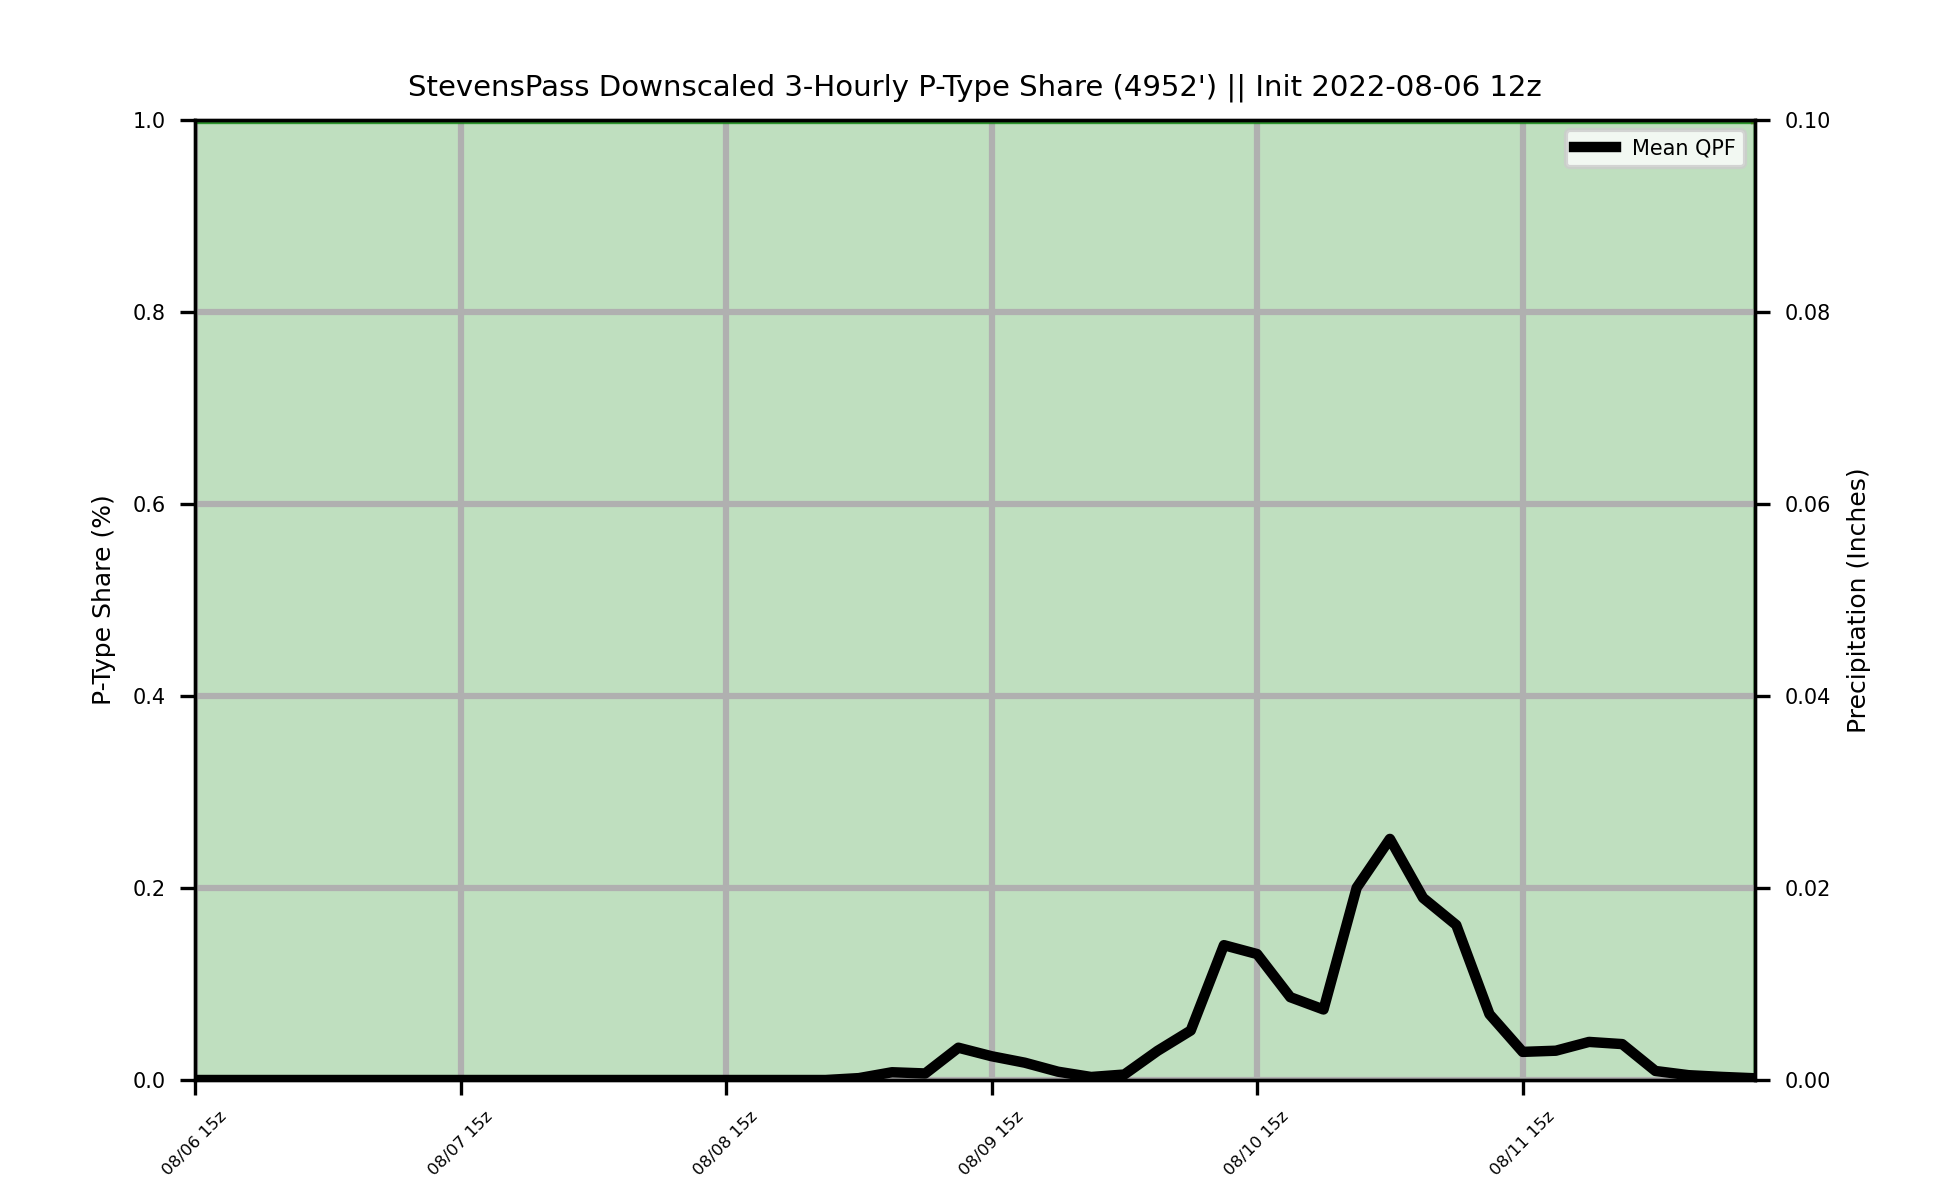 StevensPass Downscaled 3-Hourly P-Type Share (4952') || Init 2022-08-06 12z
Mean QPF
P-Type Share (%)
1.0
0.8
0.6
0.4
0.2
0.0
0.10
0.08
0.06
0.04
0.02
0.00
Precipitation (Inches)
08/06 15z
08/07 15z
08/08 15z
08/09 15z
08/10 15z
08/11 15z